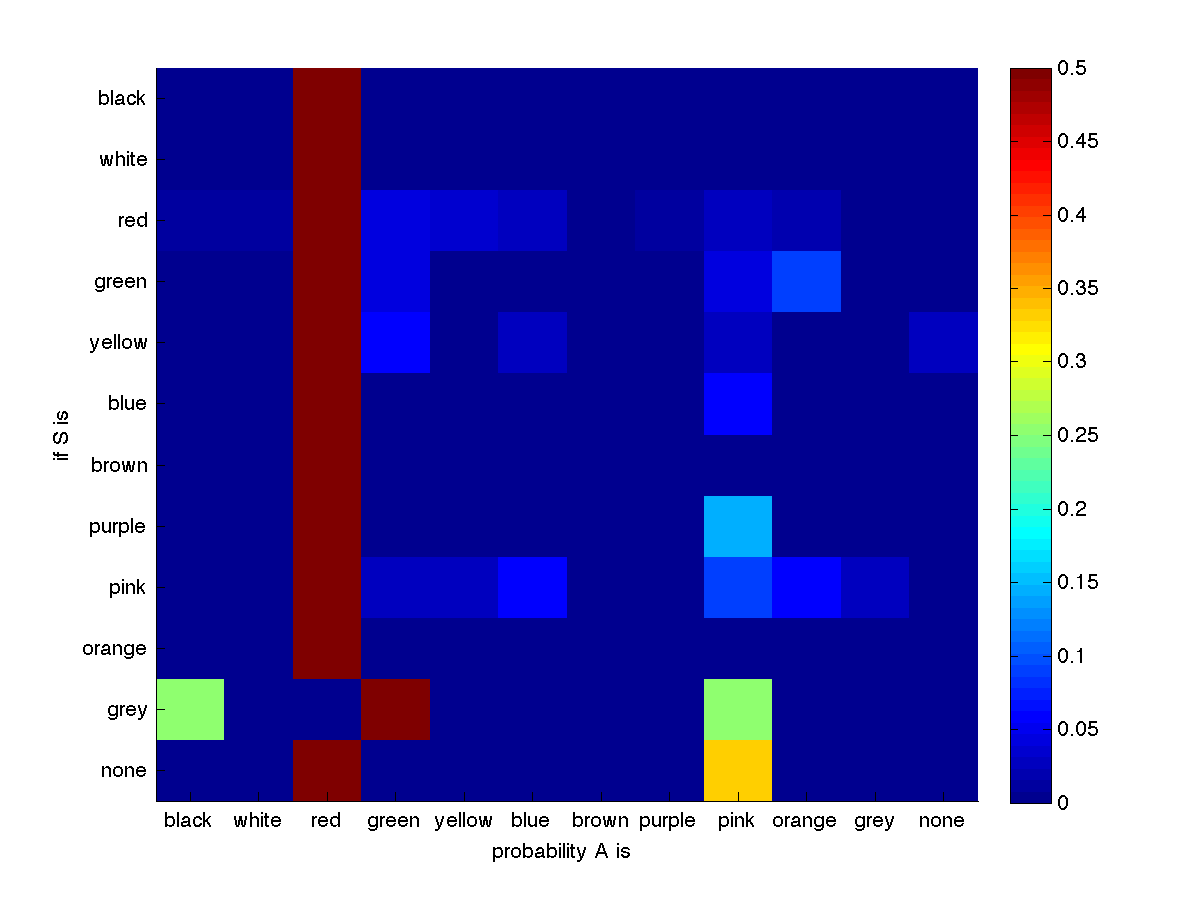 if S is
black
white
red
green
yellow
blue
brown
purple
pink
orange
grey
none
black white red green yellow blue brown purple pink orange grey none
probability A is
0.5
0.45
0.4
0.35
0.3
0.25
0.2
0.15
0.1
0.05
0